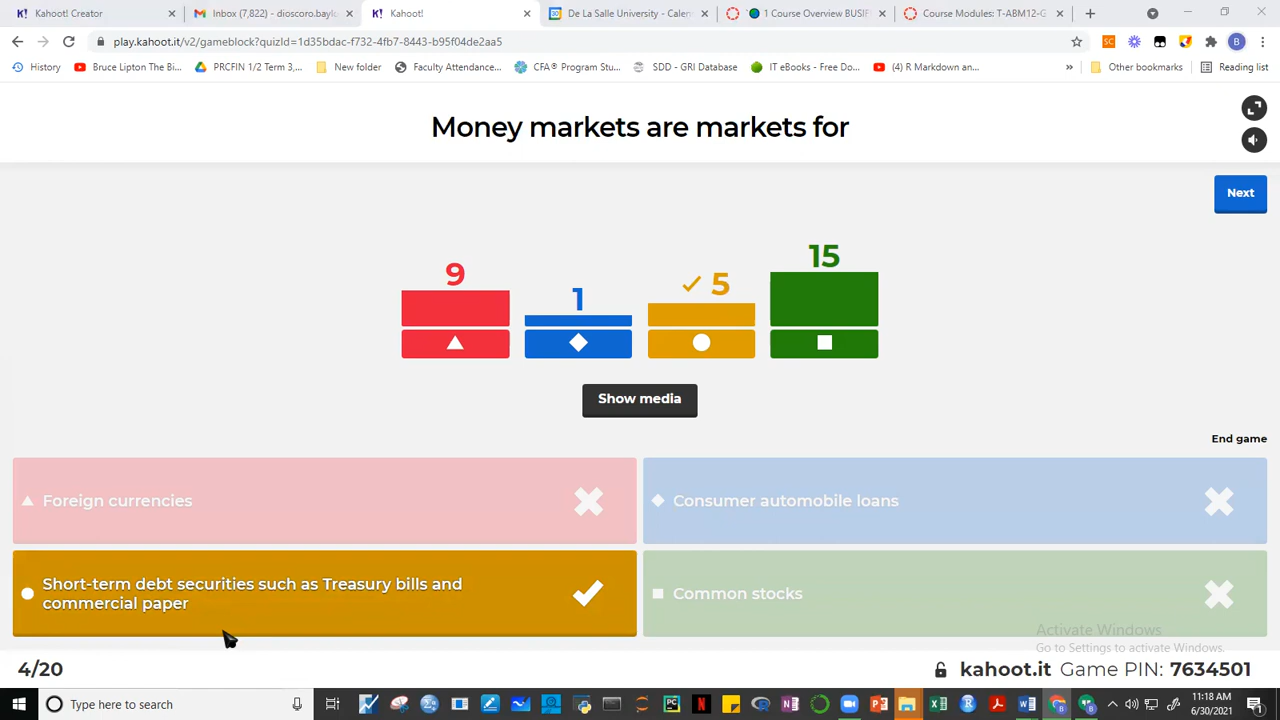 K! Kahoot! Creator
Inbox (7,822) - dioscoro.baylo
K! Kahoot!
De La Salle University - Calen
1 Course Overview BUSIF
Course Modules: T-ABM12-G
play.kahoot.it/v2/gameblock?quizId=1d35bdac-f732-4fb7-8443-b95f04de2aa5
SC
B
History
Bruce Lipton The Bi...
PRCFIN 1/2 Term 3,...
New folder
Faculty Attendance...
CFA® Program Stu...
SDD - GRI Database
IT eBooks - Free Do...
(4) R Markdown an...
»
Other bookmarks
Reading list
Money markets are markets for
Next
9
1
5
15
Show media
End game
Foreign currencies
Consumer automobile loans
Short-term debt securities such as Treasury bills and
commercial paper
Common stocks
Activate Windows
Go to Settings to activate Windows.
4/20
kahoot.it Game PIN: 7634501
Type here to search
11:18 AM
6/30/2021